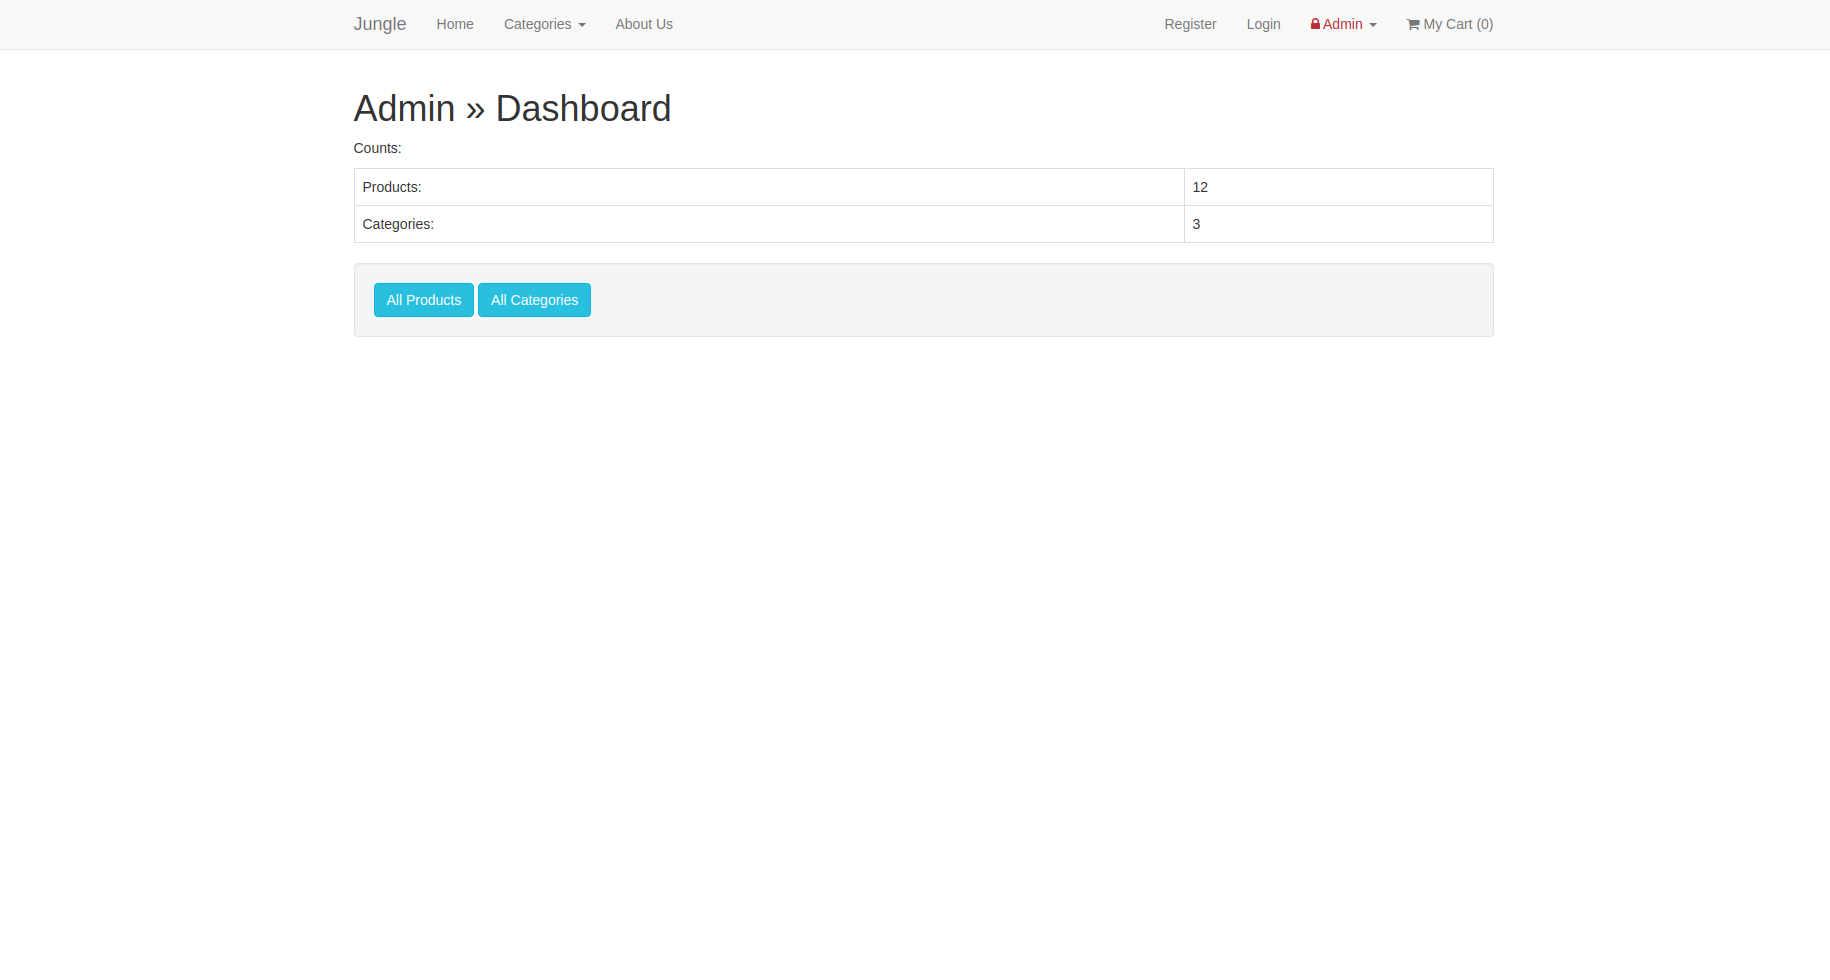 Jungle Home Categories About Us Register Login Admin My Cart (0)
Admin » Dashboard
Counts:
Products: 12
Categories: 3
All Products All Categories